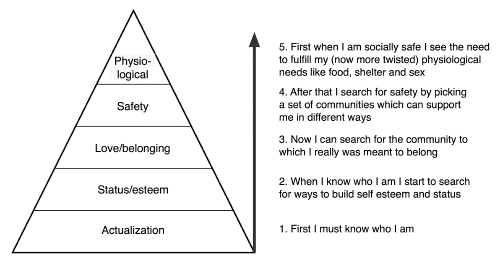 Physio-
logical
Safety
Love/belonging
Status/esteem
Actualization
5. First when I am socially safe I see the need
to fulfill my (now more twisted) physiological
needs like food, shelter and sex
4. After that I search for safety by picking
a set of communities which can support
me in different ways
3. Now I can search for the community to
which I really was meant to belong
2. When I know who I am I start to search
for ways to build self esteem and status
1. First I must know who I am